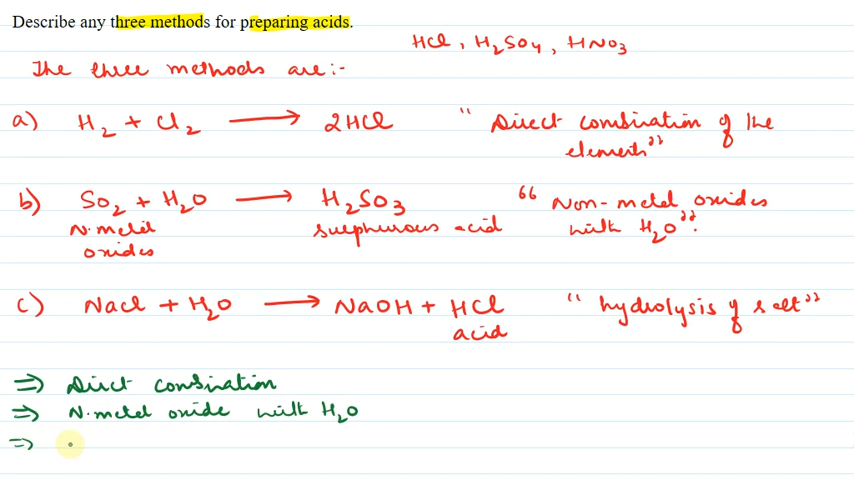 Describe any three methods for preparing acids.
HCl, H2SO4, HNO3
The three methods are:-
a) H2 + Cl2 ⟶ 2HCl " Direct combination of the
elements"
b) SO2 + H2O ⟶ H2SO3 " Non-metal oxides
N.metal sulphurous acid with H2O".
oxides
c) NaCl + H2O ⟶ NaOH + HCl " hydrolysis of salt"
acid
⇒ Direct combination
⇒ N.metal oxide with H2O
⇒